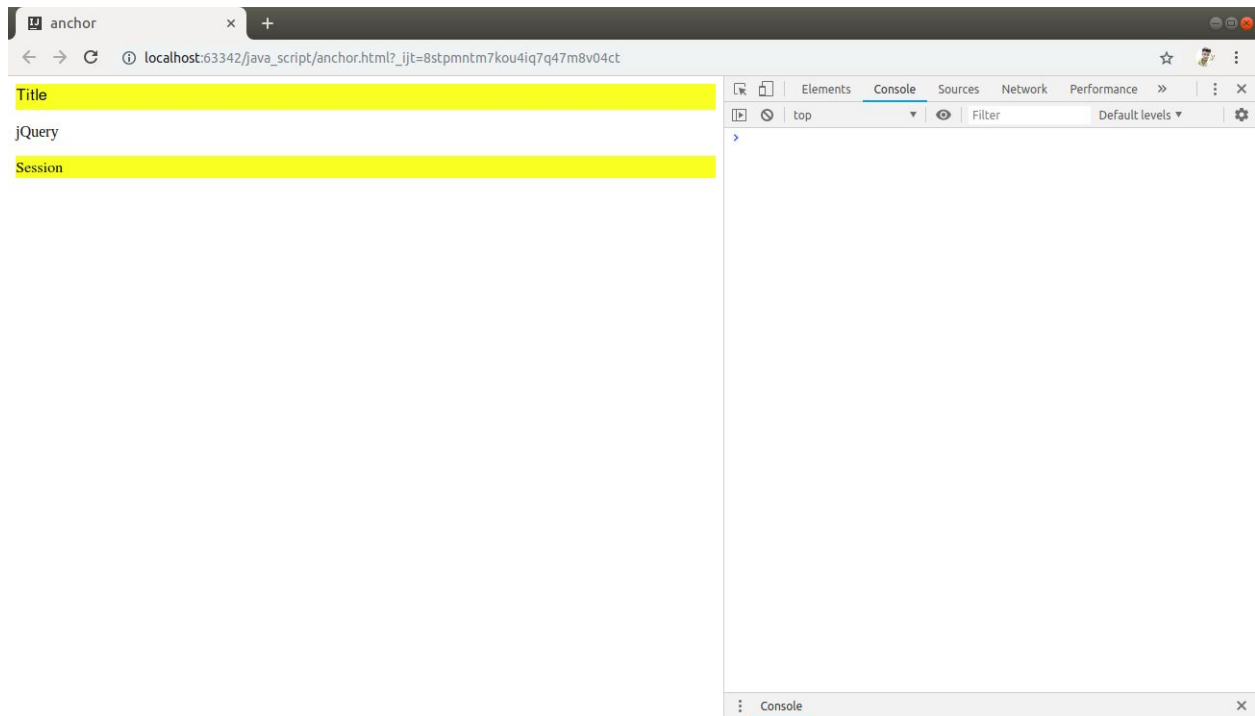 anchor
localhost:63342/java_script/anchor.html?_ijt=8stpmntm7kou4iq7q47m8v04ct
Title
jQuery
Session
Elements Console Sources Network Performance »
top Filter Default levels
Console